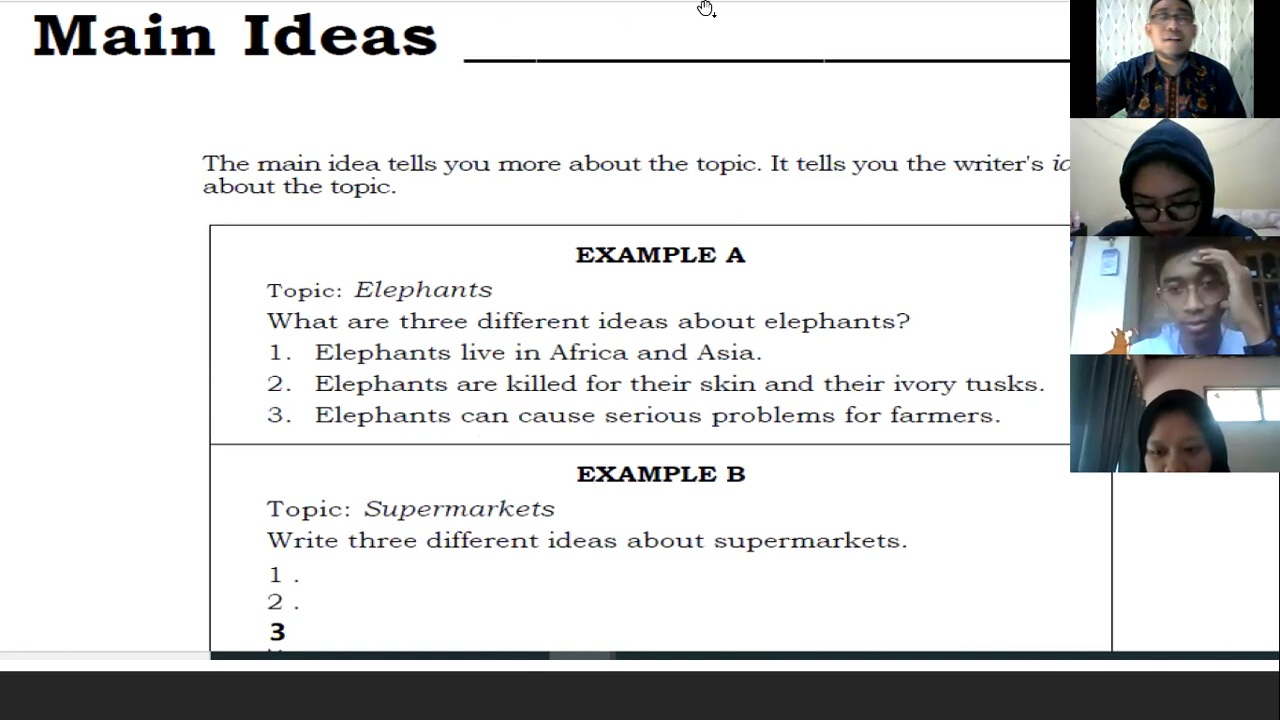 Main Ideas
The main idea tells you more about the topic. It tells you the writer's
about the topic.
EXAMPLE A
Topic: Elephants
What are three different ideas about elephants?
1. Elephants live in Africa and Asia.
2. Elephants are killed for their skin and their ivory tusks.
3. Elephants can cause serious problems for farmers.
EXAMPLE B
Topic: Supermarkets
Write three different ideas about supermarkets.
1 .
2 .
3